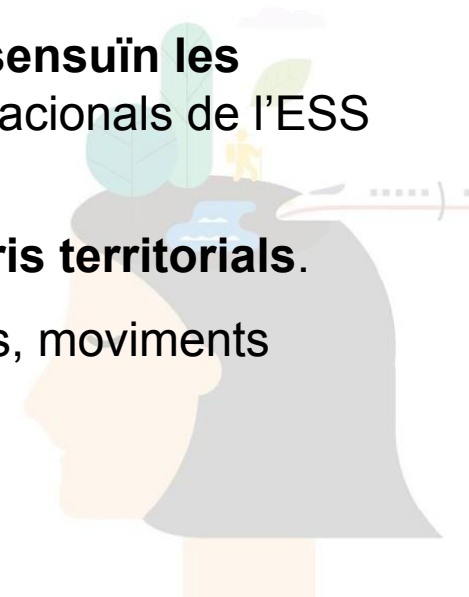 sensuïn les
acionals de l’ESS
ris territorials.
s, moviments